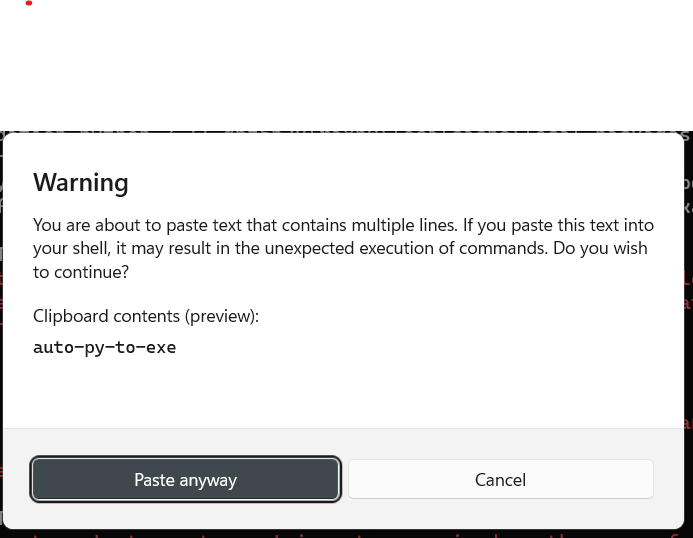 Warning
You are about to paste text that contains multiple lines. If you paste this text into
your shell, it may result in the unexpected execution of commands. Do you wish
to continue?
Clipboard contents (preview):
auto-py-to-exe
Paste anyway
Cancel